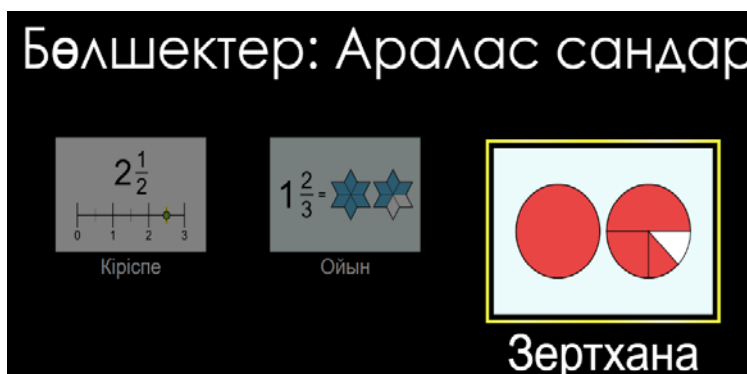 Бөлшектер: Аралас сандар
2 1/2
0 1 2 3
Кіріспе
1 2/3 =
Ойын
Зертхана